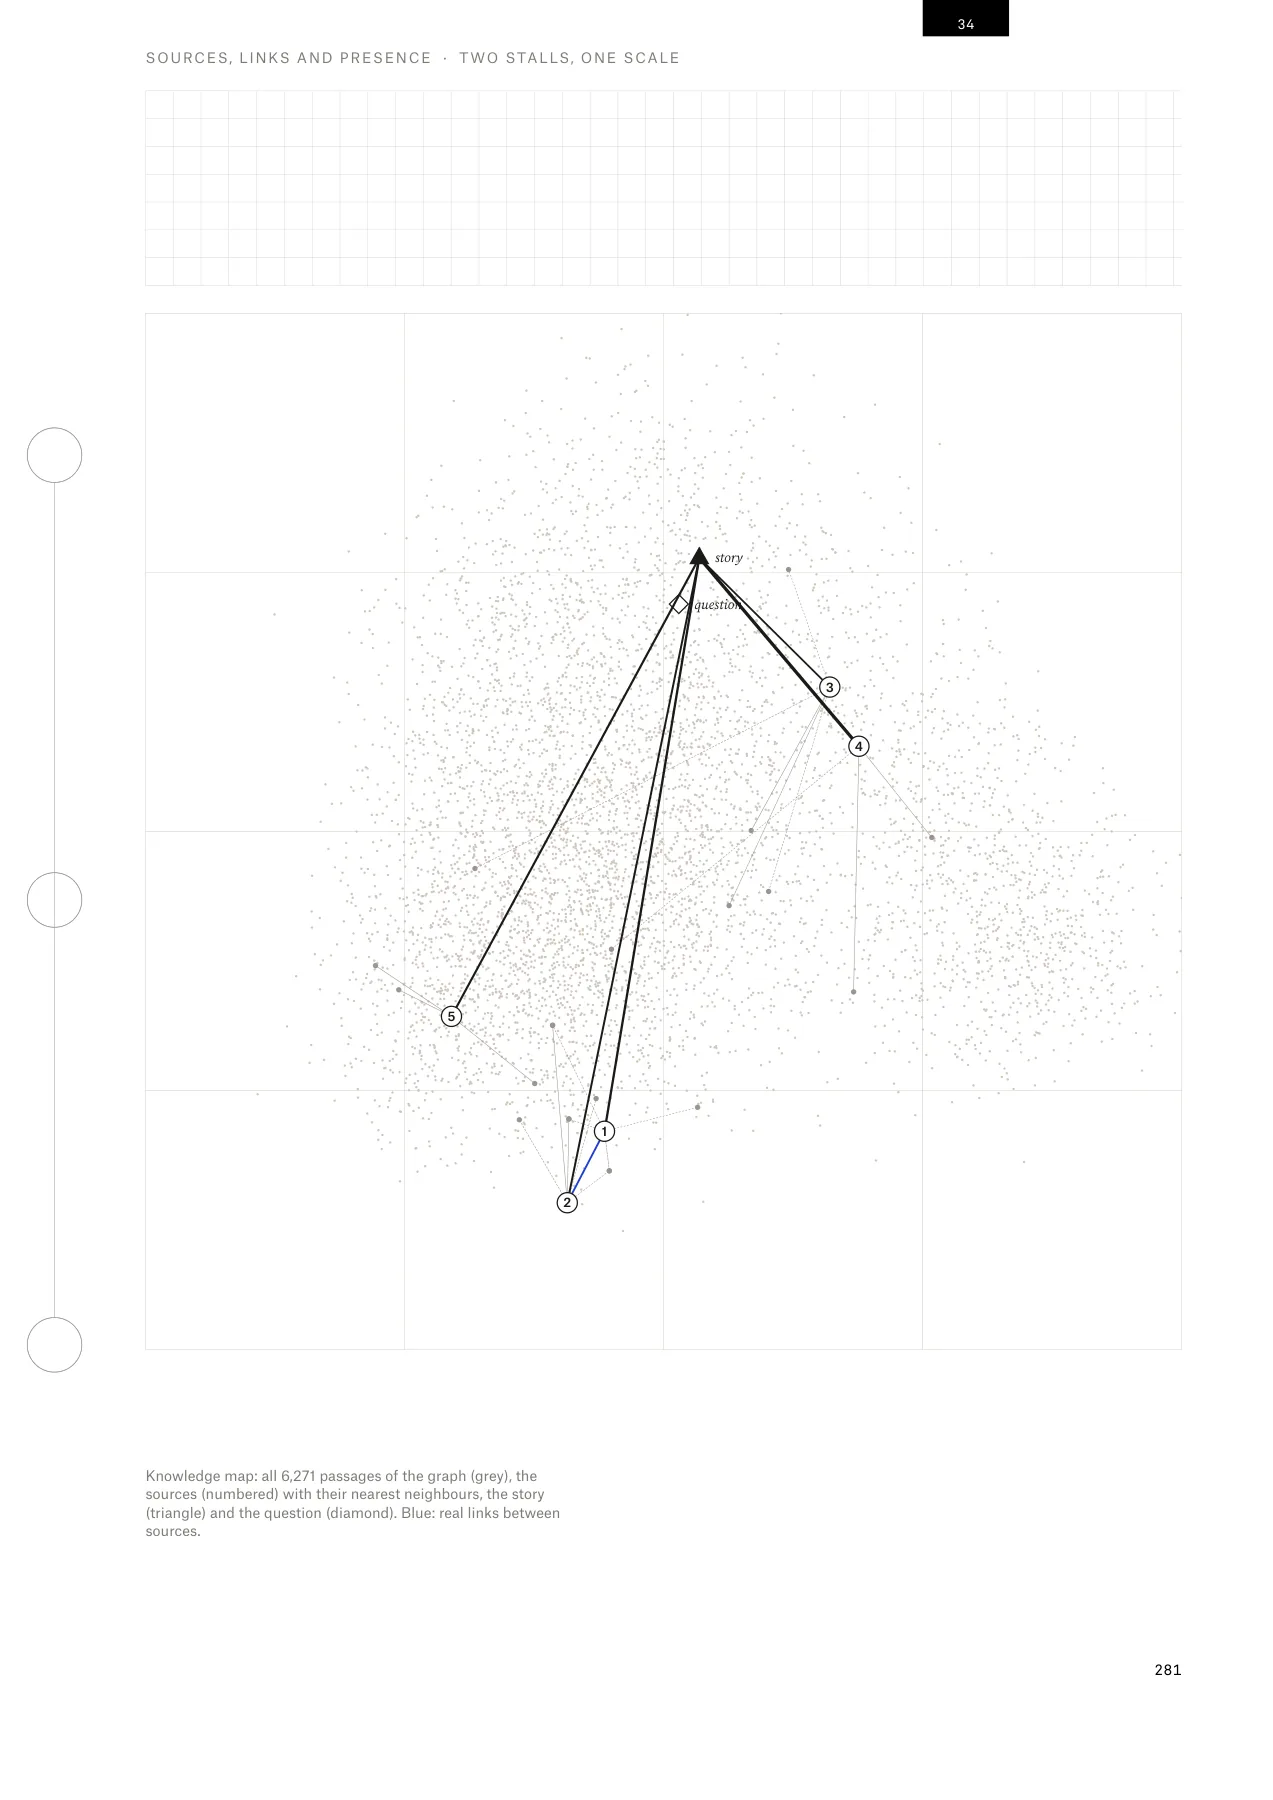 34
SOURCES, LINKS AND PRESENCE · TWO STALLS, ONE SCALE
story
question
3
4
5
1
2
Knowledge map: all 6,271 passages of the graph (grey), the
sources (numbered) with their nearest neighbours, the story
(triangle) and the question (diamond). Blue: real links between
sources.
281